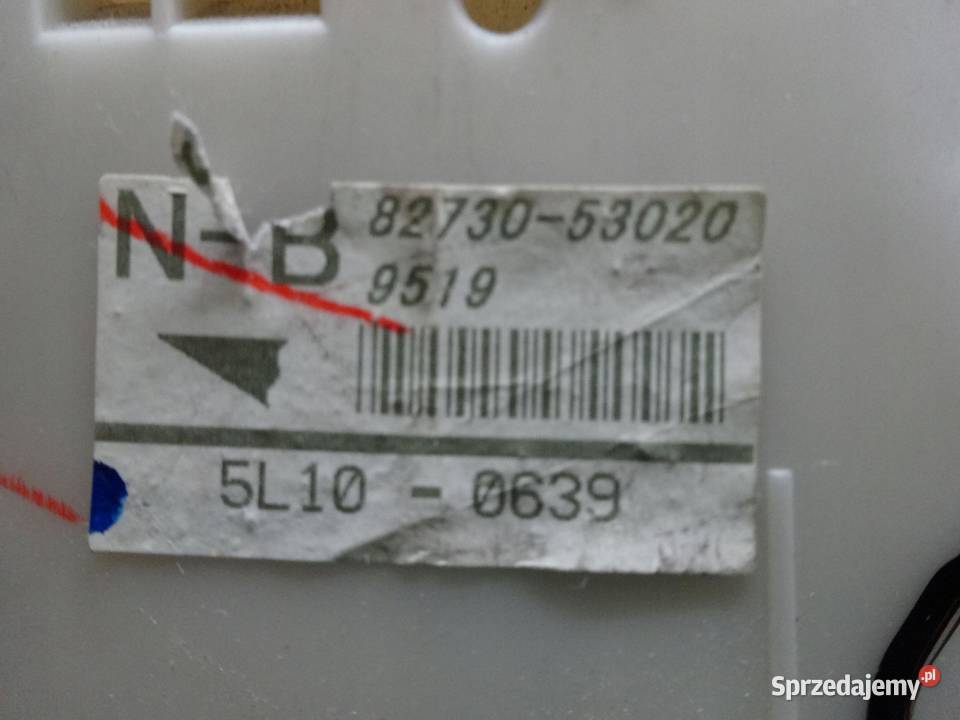 N-B
82730-53020
9519
5L10 - 0639
Sprzedajemy.pl